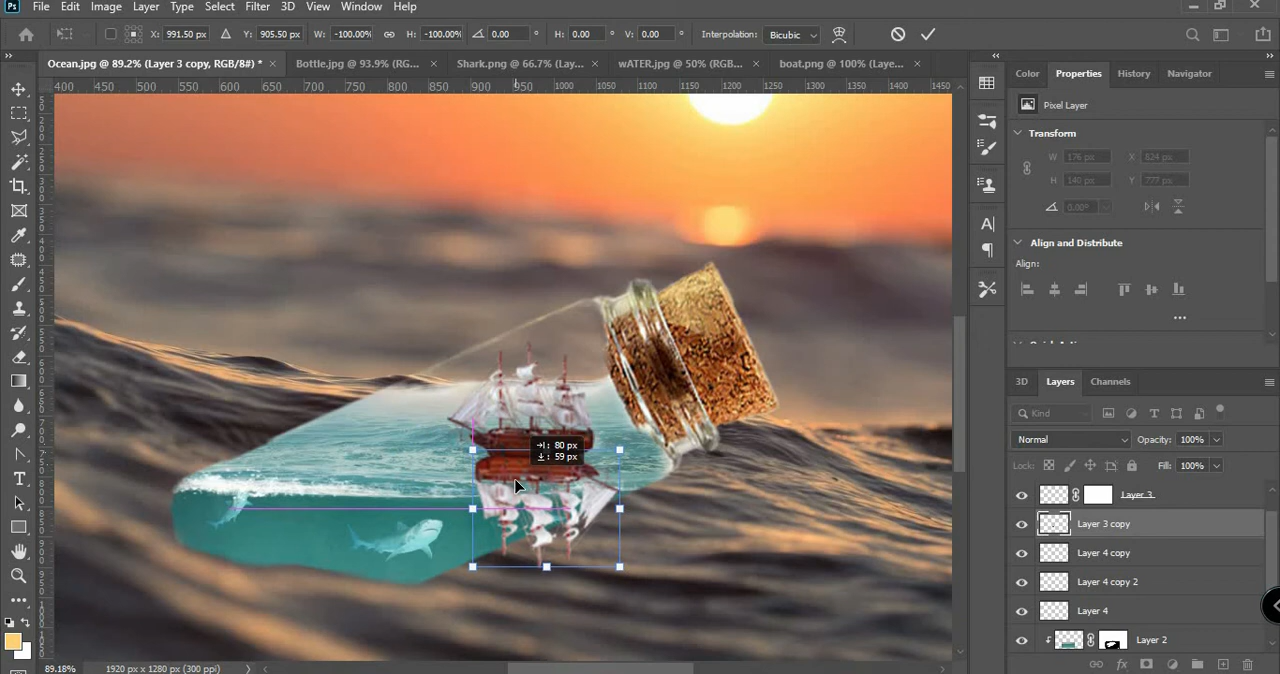 Ps File Edit Image Layer Type Select Filter 3D View Window Help
X: 991.50 px Y: 905.50 px W: -100.00% H: -100.00% 0.00 ° H: 0.00 ° V: 0.00 ° Interpolation: Bicubic
Ocean.jpg @ 89.2% (Layer 3 copy, RGB/8#) * × Bottle.jpg @ 93.9% (RG... × Shark.png @ 66.7% (Lay... × wATER.jpg @ 50% (RGB... × boat.png @ 100% (Laye... ×
Color Properties History Navigator
400 450 500 550 600 650 700 750 800 850 900 950 1000 1050 1100 1150 1200 1250 1300 1350 1400 1450
Pixel Layer
Transform
W 176 px X 824 px
H 140 px Y 777 px
0.00°
Align and Distribute
Align:
3D Layers Channels
Kind
Normal Opacity: 100%
Lock: Fill: 100%
80 px
59 px
Layer 3
Layer 3 copy
Layer 4 copy
Layer 4 copy 2
Layer 4
Layer 2
89.18% 1920 px x 1280 px (300 ppi)